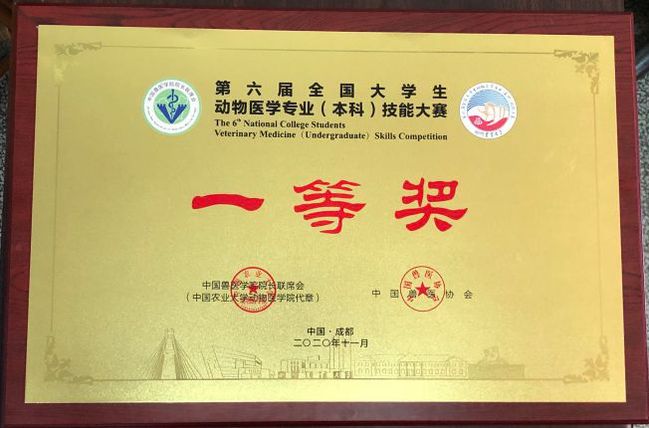 第六届全国大学生
动物医学专业（本科）技能大赛
The 6th National College Students
Veterinary Medicine（Undergraduate）Skills Competition
一等奖
中国兽医学院院长联席会
（中国农业大学动物医学院代章）
中国兽医协会
中国·成都
二〇二〇年十一月